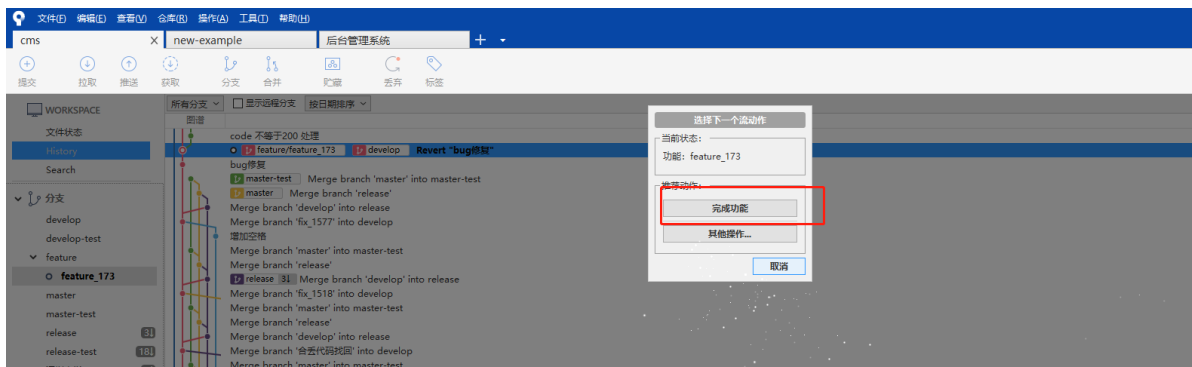 文件(F) 编辑(E) 查看(V) 仓库(R) 操作(A) 工具(T) 帮助(H)
cms × new-example 后台管理系统 +
提交 拉取 推送 获取 分支 合并 贮藏 丢弃 标签
WORKSPACE
文件状态
History
Search
分支
develop
develop-test
feature
feature_173
master
master-test
release 3↓
release-test 18↓
所有分支 显示远程分支 按日期排序
图谱
code 不等于200 处理
feature/feature_173 develop Revert "bug修复"
bug修复
master-test Merge branch 'master' into master-test
master Merge branch 'release'
Merge branch 'develop' into release
Merge branch 'fix_1577' into develop
增加空格
Merge branch 'master' into master-test
Merge branch 'release'
release 3↓ Merge branch 'develop' into release
Merge branch 'fix_1518' into develop
Merge branch 'master' into master-test
Merge branch 'release'
Merge branch 'develop' into release
Merge branch '合丢代码找回' into develop
Merge branch 'master' into master-test
选择下一个流动作
当前状态:
功能: feature_173
推荐动作:
完成功能
其他操作...
取消